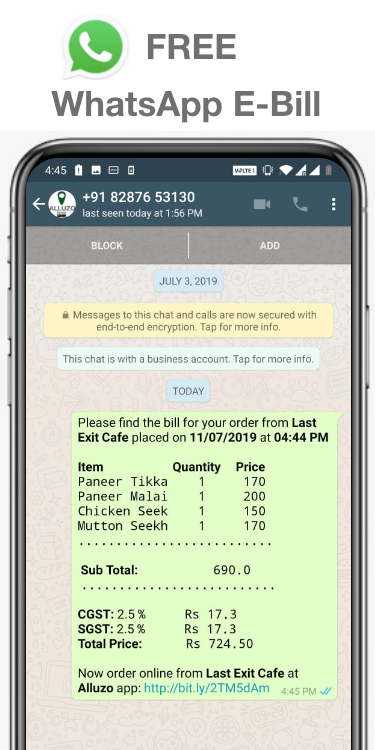 FREE
WhatsApp E-Bill
4:45
VoLTE 1
ALLUZO
+91 82876 53130
last seen today at 1:56 PM
BLOCK ADD
JULY 3, 2019
Messages to this chat and calls are now secured with
end-to-end encryption. Tap for more info.
This chat is with a business account. Tap for more info.
TODAY
Please find the bill for your order from Last
Exit Cafe placed on 11/07/2019 at 04:44 PM
Item Quantity Price
Paneer Tikka 1 170
Paneer Malai 1 200
Chicken Seek 1 150
Mutton Seekh 1 170
..........................
Sub Total: 690.0
..........................
CGST: 2.5 % Rs 17.3
SGST: 2.5 % Rs 17.3
Total Price: Rs 724.50
Now order online from Last Exit Cafe at
Alluzo app: http://bit.ly/2TM5dAm 4:45 PM